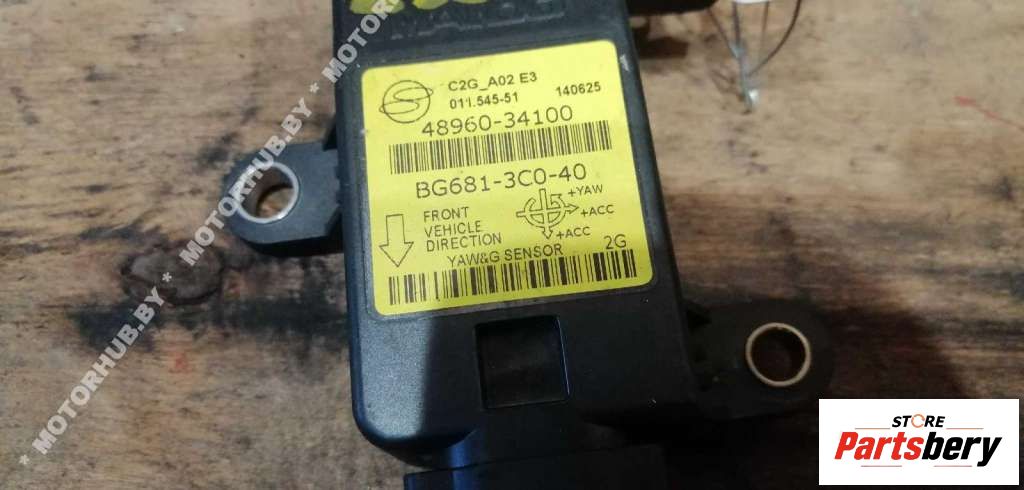 MANDO
C2G_A02 E3
011.545-51 140625
48960-34100
BG681-3C0-40
+YAW
+ACC
+ACC
FRONT
VEHICLE
DIRECTION
YAW&G SENSOR 2G
* MOTORHUB.BY * MOTORHUB.BY * MOTORHUB.BY *
STORE
Partsbery